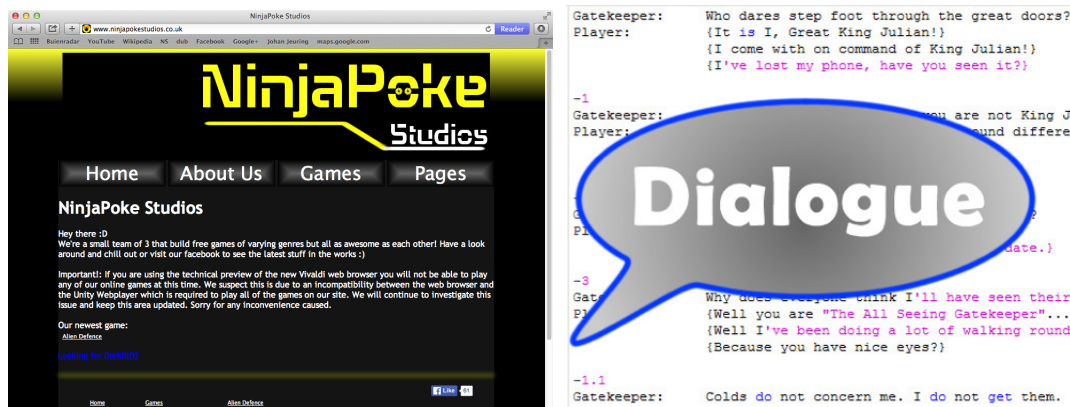 NinjaPoke Studios
www.ninjapokestudios.co.uk
Reader
Buienradar YouTube Wikipedia NS dub Facebook Google+ Johan Jeuring maps.google.com
NinjaPoke
Studios
Home About Us Games Pages
NinjaPoke Studios
Hey there :D
We're a small team of 3 that build free games of varying genres but all as awesome as each other! Have a look
around and chill out or visit our facebook to see the latest stuff in the works :)
Important!: If you are using the technical preview of the new Vivaldi web browser you will not be able to play
any of our online games at this time. We suspect this is due to an incompatibility between the web browser and
the Unity Webplayer which is required to play all of the games on our site. We will continue to investigate this
issue and keep this area updated. Sorry for any inconvenience caused.
Our newest game:
Alien Defence
Looking for
Like 61
Home Games Alien Defence
Gatekeeper: Who dares step foot through the great doors?
Player: {It is I, Great King Julian!}
{I come with on command of King Julian!}
{I've lost my phone, have you seen it?}
-1
Gatekeeper: you are not King J
Player:
Dialogue
date.}
-3
Why does everyone think I'll have seen their
{Well you are "The All Seeing Gatekeeper"...
{Well I've been doing a lot of walking round
{Because you have nice eyes?}
-1.1
Gatekeeper: Colds do not concern me. I do not get them.